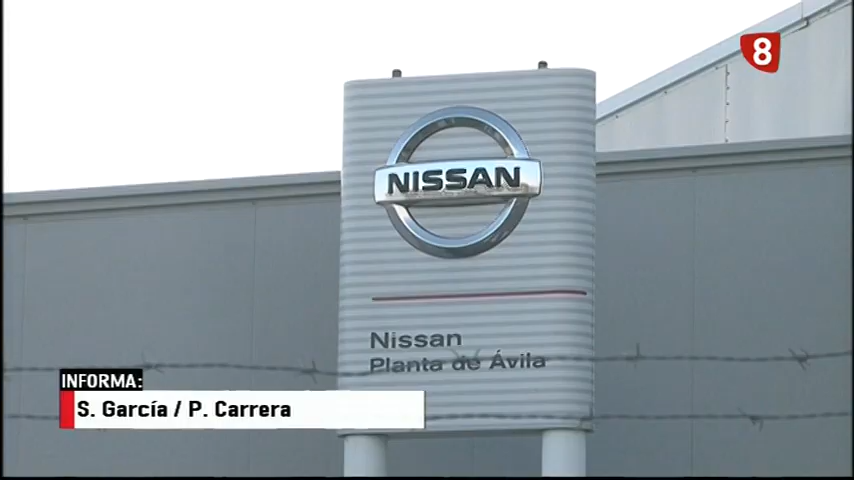 8
NISSAN
Nissan
Planta de Ávila
INFORMA:
S. García / P. Carrera